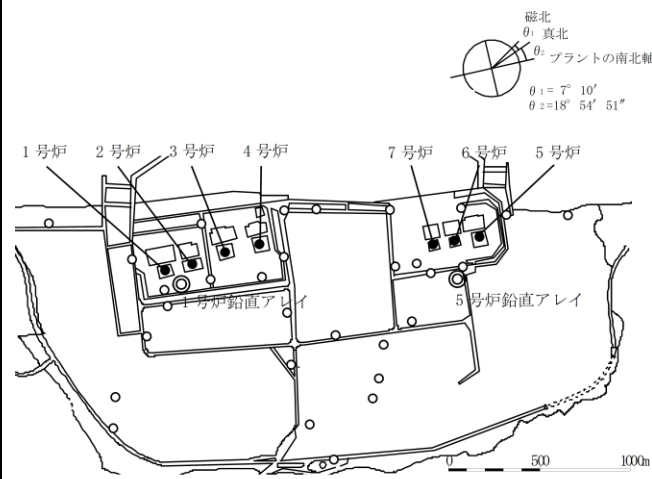 磁北
θ₁ 真北
θ₂ プラントの南北軸
θ₁= 7° 10′
θ₂=18° 54′ 51″
1号炉 2号炉 3号炉 4号炉 7号炉 6号炉 5号炉
1号炉鉛直アレイ 5号炉鉛直アレイ
0 500 1000m